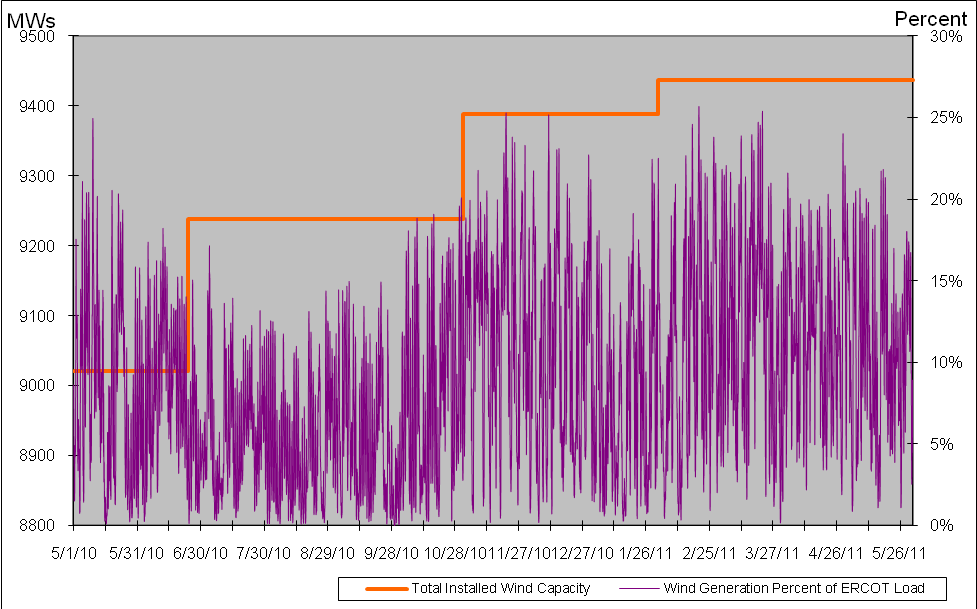 MWs Percent
9500 30%
9400 25%
9300
9200 20%
9100 15%
9000 10%
8900 5%
8800 0%
5/1/10 5/31/10 6/30/10 7/30/10 8/29/10 9/28/10 10/28/10 11/27/10 12/27/10 1/26/11 2/25/11 3/27/11 4/26/11 5/26/11
Total Installed Wind Capacity Wind Generation Percent of ERCOT Load